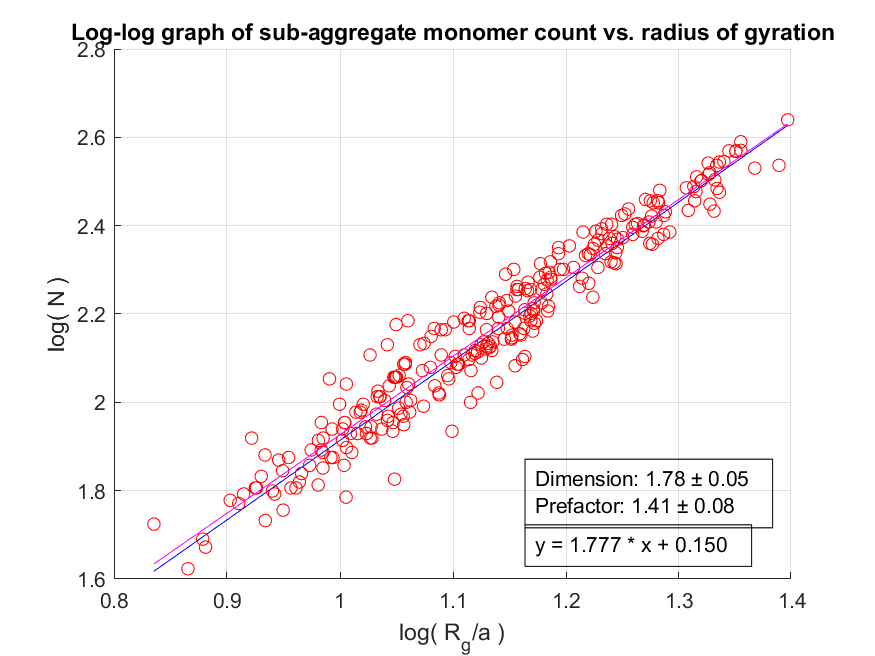 Log-log graph of sub-aggregate monomer count vs. radius of gyration
2.8
2.6
2.4
2.2
2
1.8
1.6
log( N )
Dimension: 1.78 ± 0.05
Prefactor: 1.41 ± 0.08
y = 1.777 * x + 0.150
0.8 0.9 1 1.1 1.2 1.3 1.4
log( Rg/a )